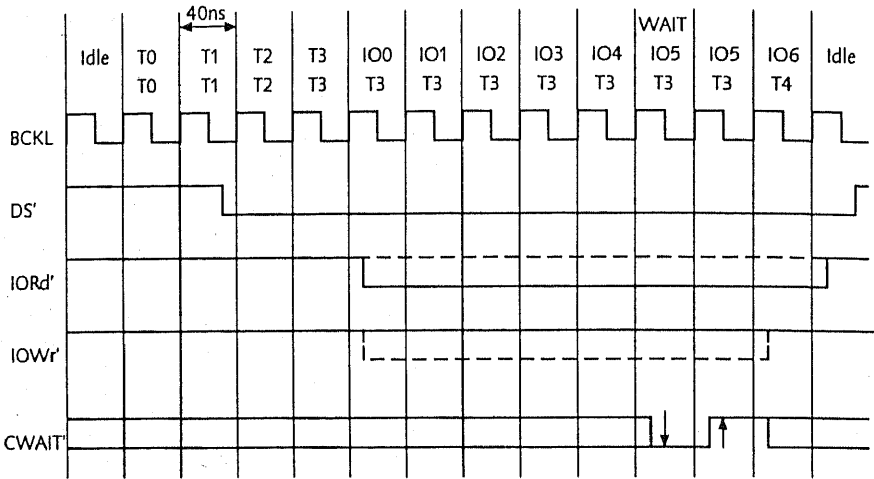 40ns
WAIT
Idle T0 T1 T2 T3 IO0 IO1 IO2 IO3 IO4 IO5 IO5 IO6 Idle
T0 T1 T2 T3 T3 T3 T3 T3 T3 T3 T3 T4
BCKL
DS'
IORd'
IOWr'
CWAIT'